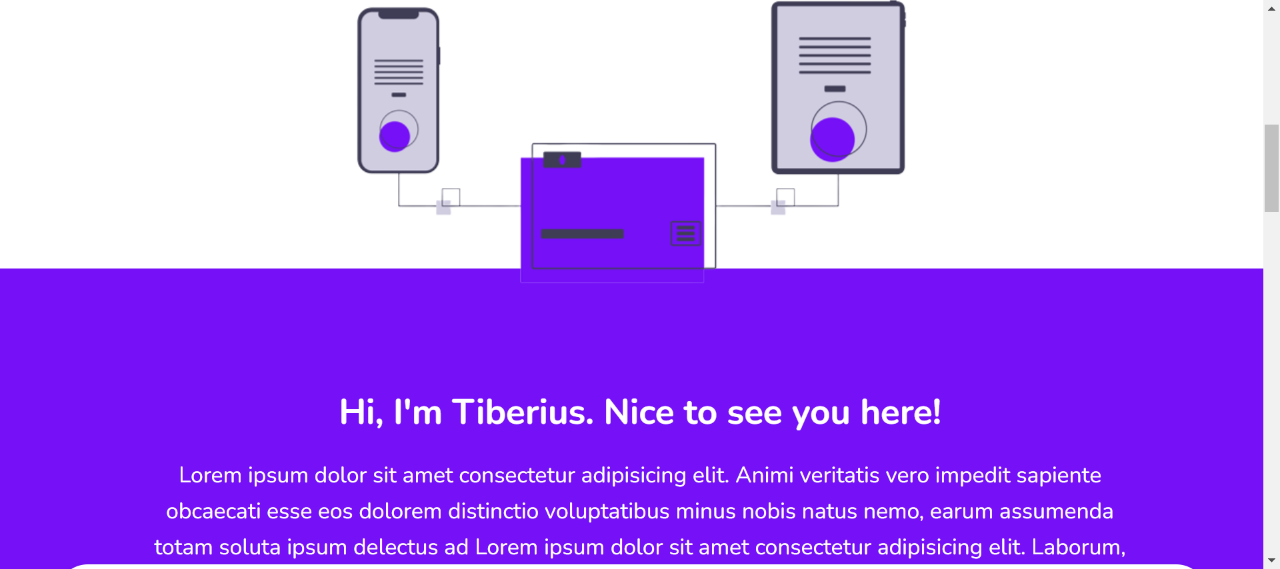 Hi, I'm Tiberius. Nice to see you here!
Lorem ipsum dolor sit amet consectetur adipisicing elit. Animi veritatis vero impedit sapiente
obcaecati esse eos dolorem distinctio voluptatibus minus nobis natus nemo, earum assumenda
totam soluta ipsum delectus ad Lorem ipsum dolor sit amet consectetur adipisicing elit. Laborum,